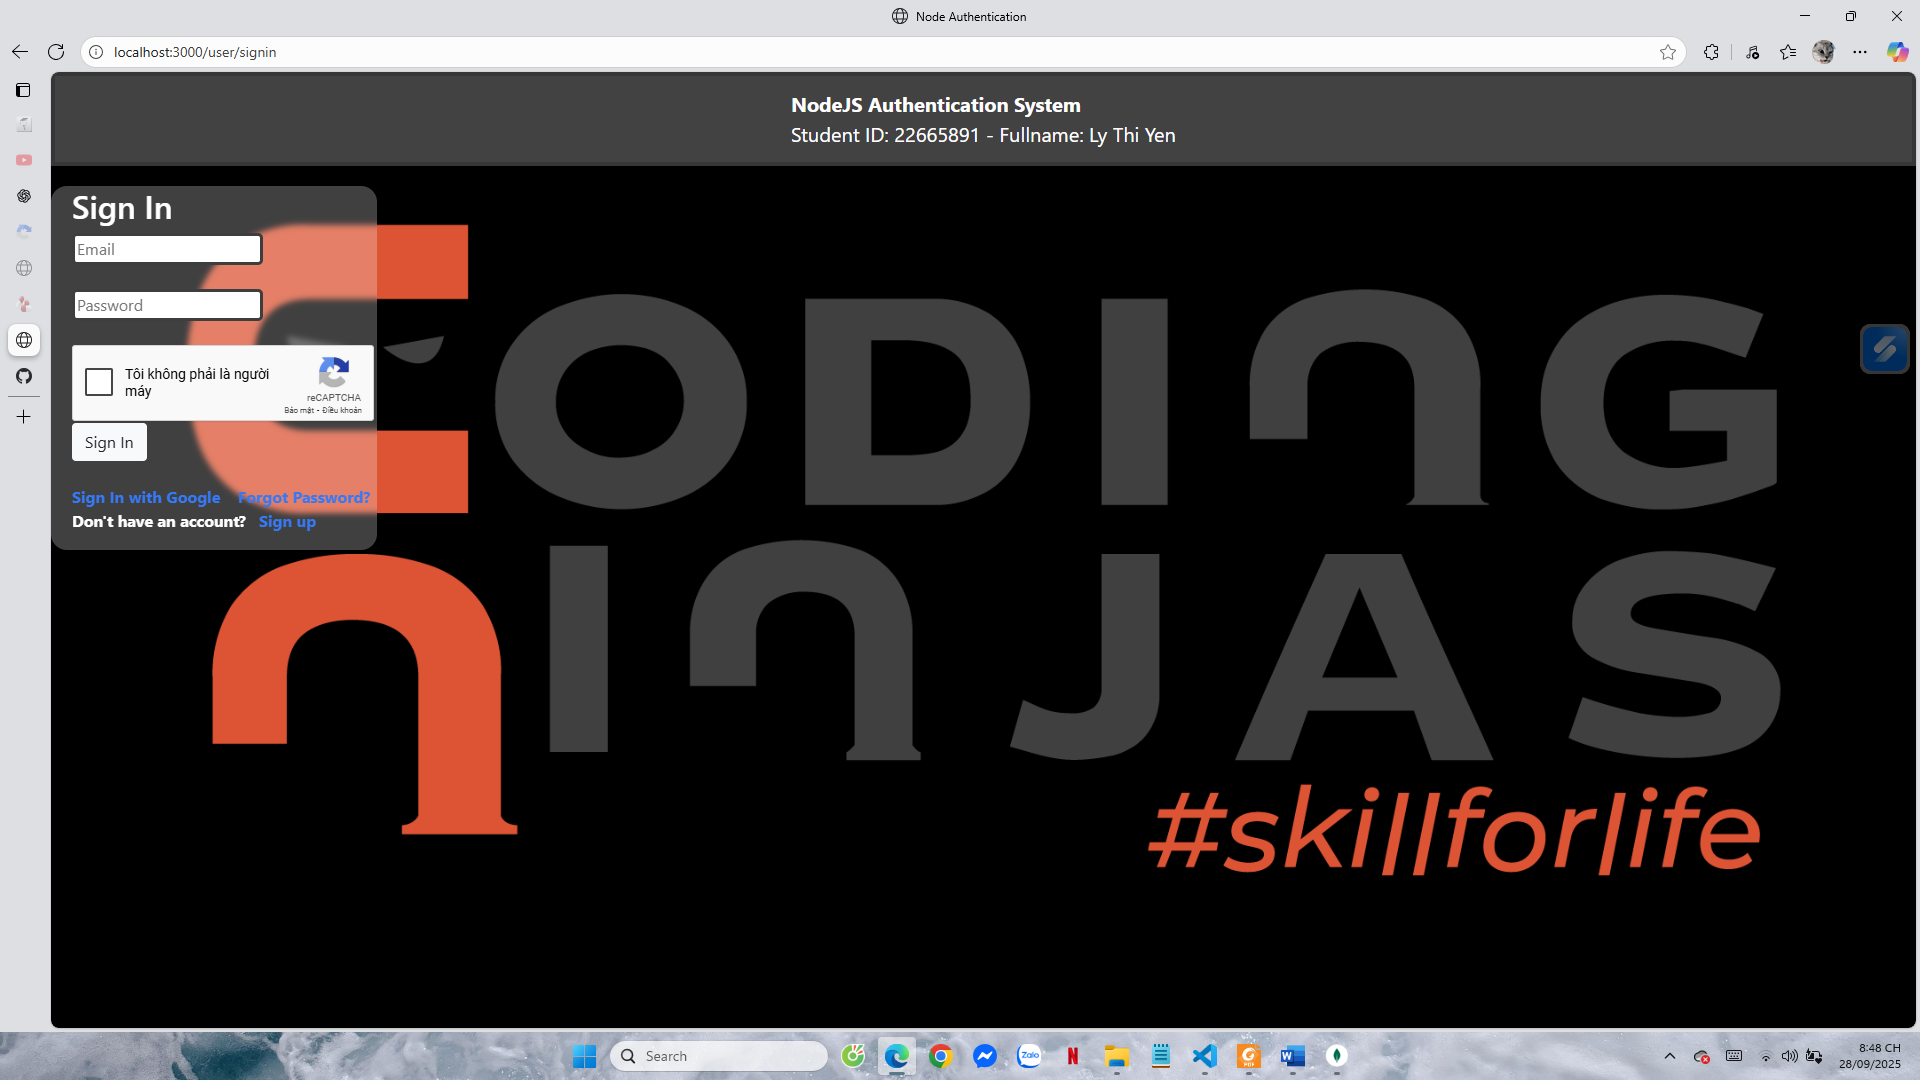 Node Authentication
localhost:3000/user/signin
NodeJS Authentication System
Student ID: 22665891 - Fullname: Ly Thi Yen
Sign In
Email
Password
Tôi không phải là người
máy
reCAPTCHA
Bảo mật - Điều khoản
Sign In
Sign In with Google Forgot Password?
Don't have an account? Sign up
CODING
NINJAS
#skillforlife
Search
Zalo
N
PDF
W
8:48 CH
28/09/2025